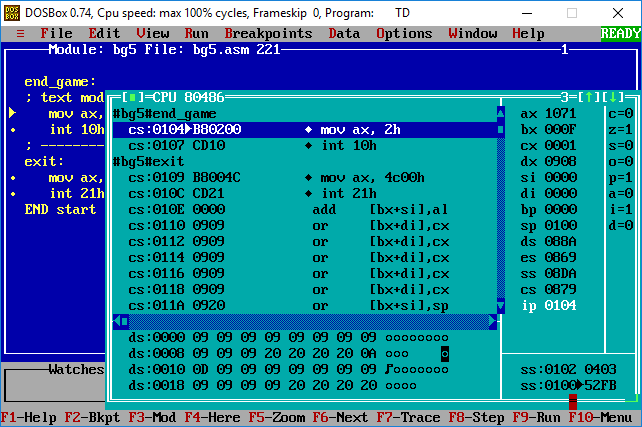 DOSBox 0.74, Cpu speed: max 100% cycles, Frameskip 0, Program: TD
≡ File Edit View Run Breakpoints Data Options Window Help READY
Module: bg5 File: bg5.asm 221 1
end_game:
; text mod
mov ax,
int 10h
; --------
exit:
mov ax,
int 21h
END start
[■] CPU 80486 3=[↑][↓]
#bg5#end_game
cs:0104►B80200 ♦ mov ax, 2h
cs:0107 CD10 ♦ int 10h
#bg5#exit
cs:0109 B8004C ♦ mov ax, 4c00h
cs:010C CD21 ♦ int 21h
cs:010E 0000 add [bx+si],al
cs:0110 0909 or [bx+di],cx
cs:0112 0909 or [bx+di],cx
cs:0114 0909 or [bx+di],cx
cs:0116 0909 or [bx+di],cx
cs:0118 0909 or [bx+di],cx
cs:011A 0920 or [bx+si],sp
ax 1071 c=0
bx 000F z=1
cx 0001 s=0
dx 0908 o=0
si 0000 p=1
di 0000 a=0
bp 0000 i=1
sp 0100 d=0
ds 088A
es 0869
ss 08DA
cs 0879
ip 0104
ds:0000 09 09 09 09 09 09 09 09 ○○○○○○○○
ds:0008 09 09 09 20 20 20 20 0A ○○○ ◙
ds:0010 0D 09 09 09 09 09 09 09 ♪○○○○○○○
ds:0018 09 09 09 09 20 20 20 20 ○○○○
ss:0102 0403
ss:0100►52FB
Watches
F1-Help F2-Bkpt F3-Mod F4-Here F5-Zoom F6-Next F7-Trace F8-Step F9-Run F10-Menu